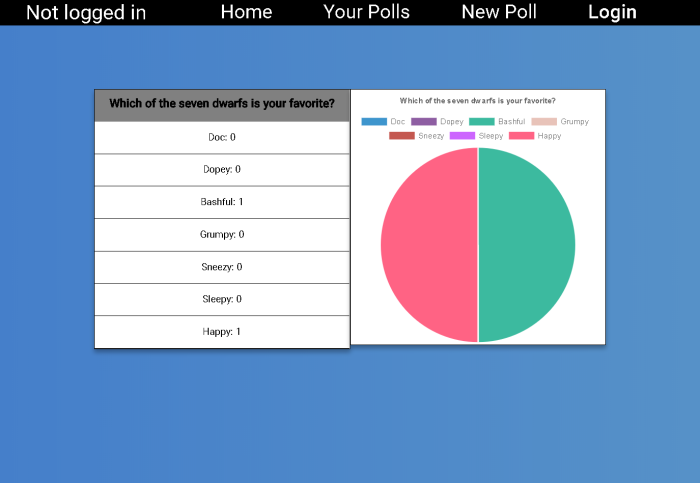 Not logged in Home Your Polls New Poll Login
Which of the seven dwarfs is your favorite?
Doc: 0
Dopey: 0
Bashful: 1
Grumpy: 0
Sneezy: 0
Sleepy: 0
Happy: 1
Which of the seven dwarfs is your favorite?
Doc Dopey Bashful Grumpy
Sneezy Sleepy Happy